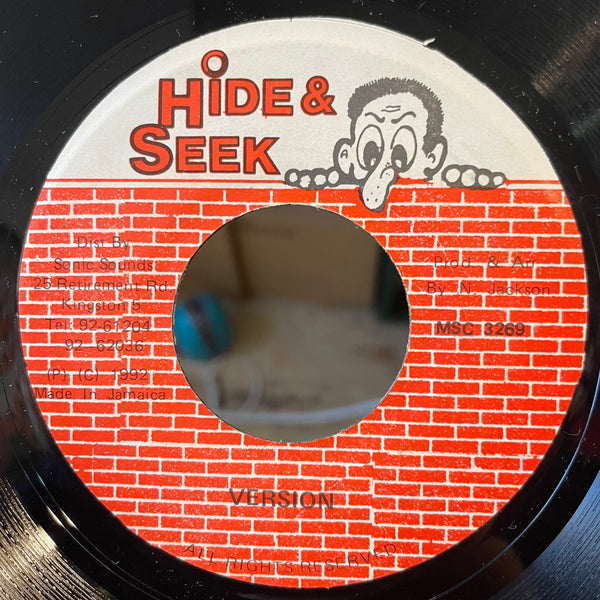 HIDE &
SEEK
Dist By
Sonic Sounds
25 Retirement Rd.
Kingston 5
Tel: 92-61204
92-62036
(P) (C) 1992
Made In Jamaica
Prod. & Arr.
By N. Jackson
MSC 3269
VERSION
ALL RIGHTS RESERVED